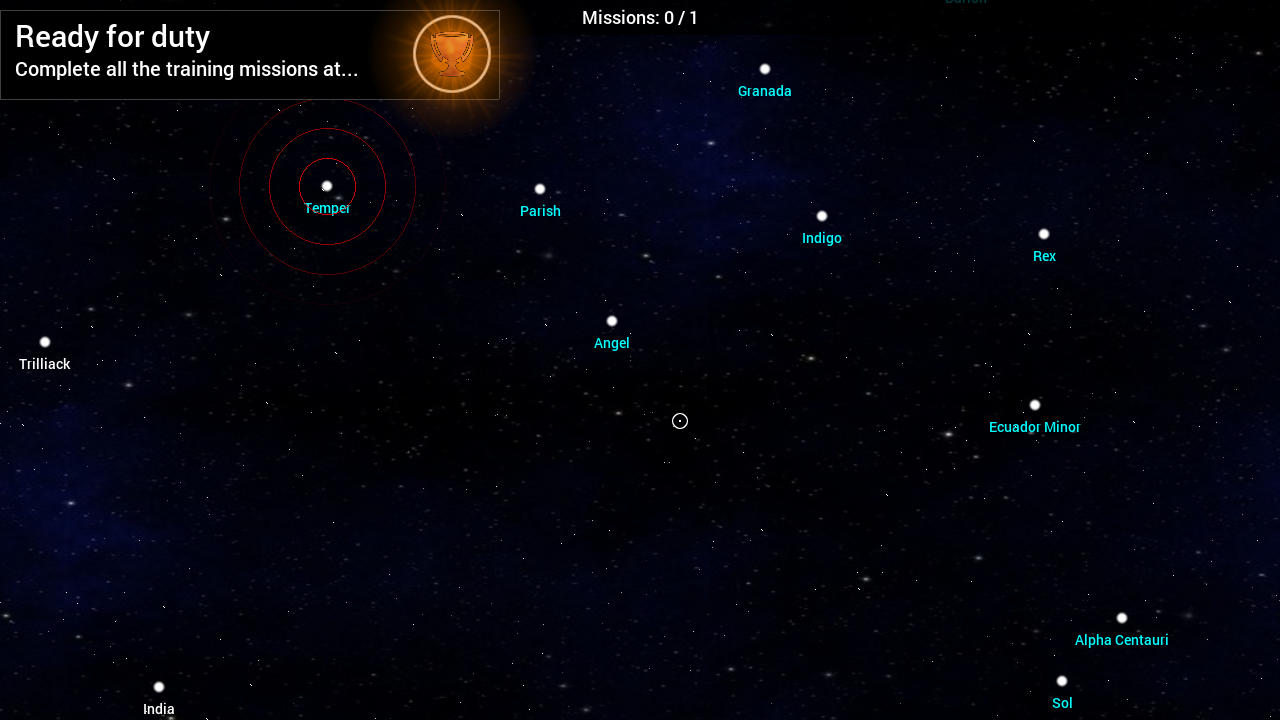 Ready for duty
Complete all the training missions at...
Missions: 0 / 1
Granada
Temper
Parish
Indigo
Rex
Angel
Trilliack
Ecuador Minor
Alpha Centauri
Sol
India